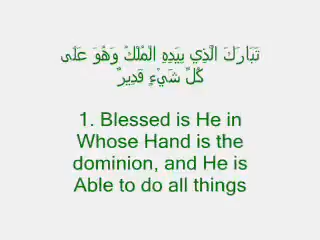 تَبَارَكَ الَّذِي بِيَدِهِ الْمُلْكُ وَهُوَ عَلَى
كُلِّ شَيْءٍ قَدِيرٌ
1. Blessed is He in
Whose Hand is the
dominion, and He is
Able to do all things